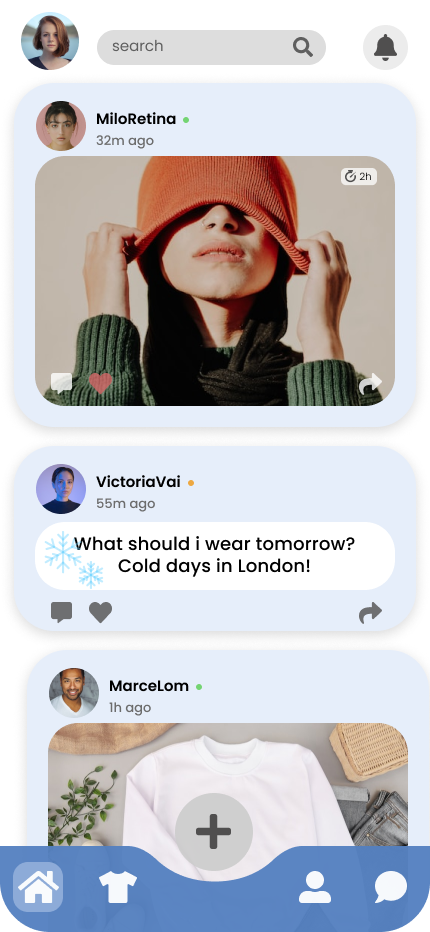 search
MiloRetina
32m ago
2h
VictoriaVai
55m ago
What should i wear tomorrow?
Cold days in London!
MarceLom
1h ago